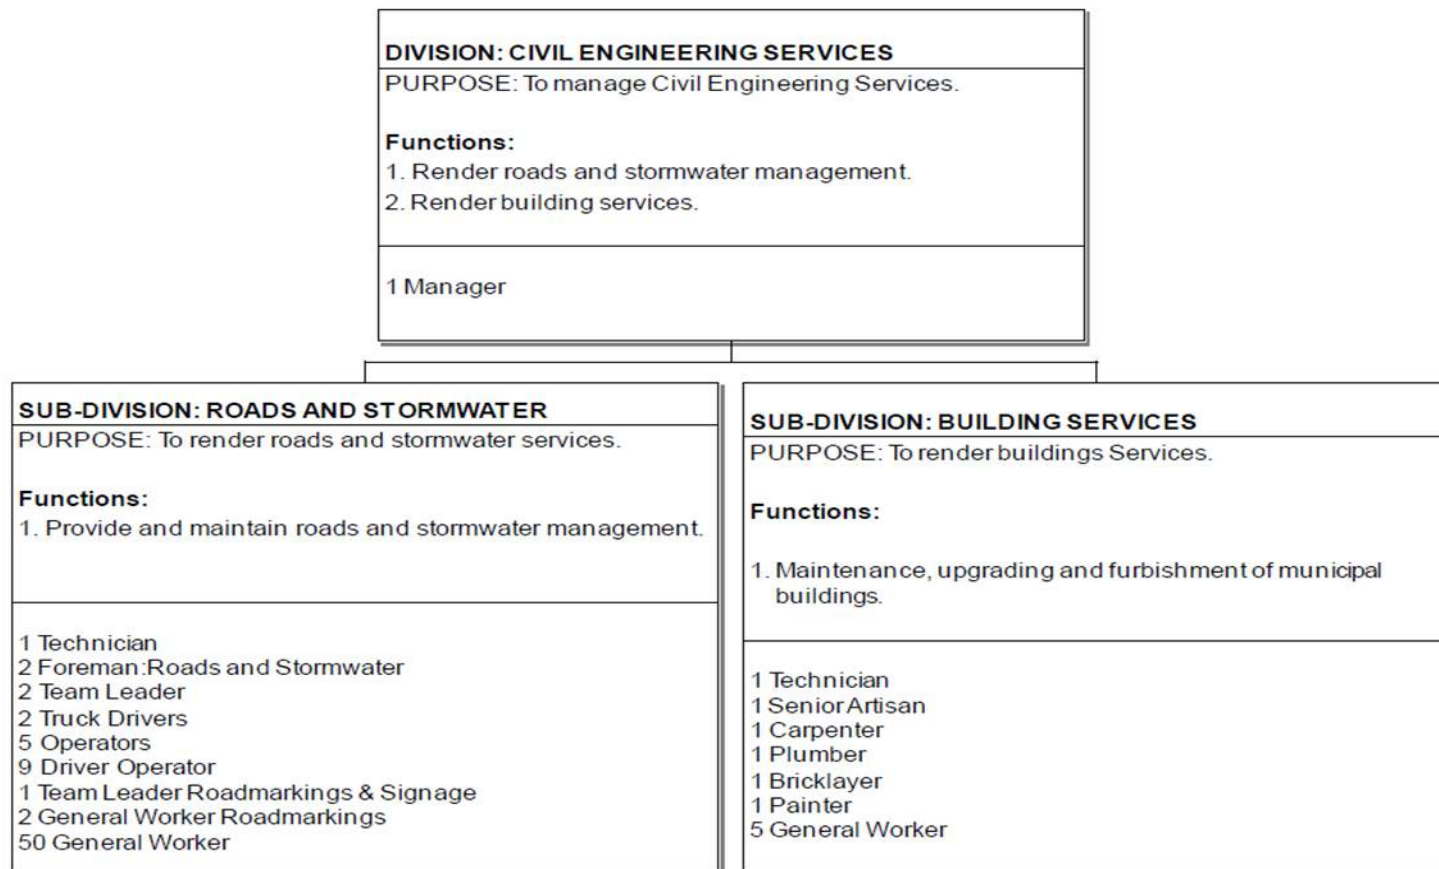 DIVISION: CIVIL ENGINEERING SERVICES
PURPOSE: To manage Civil Engineering Services.
Functions:
1. Render roads and stormwater management.
2. Render building services.
1 Manager
SUB-DIVISION: ROADS AND STORMWATER
PURPOSE: To render roads and stormwater services.
Functions:
1. Provide and maintain roads and stormwater management.
1 Technician
2 Foreman:Roads and Stormwater
2 Team Leader
2 Truck Drivers
5 Operators
9 Driver Operator
1 Team Leader Roadmarkings & Signage
2 General Worker Roadmarkings
50 General Worker
SUB-DIVISION: BUILDING SERVICES
PURPOSE: To render buildings Services.
Functions:
1. Maintenance, upgrading and furbishment of municipal
buildings.
1 Technician
1 Senior Artisan
1 Carpenter
1 Plumber
1 Bricklayer
1 Painter
5 General Worker